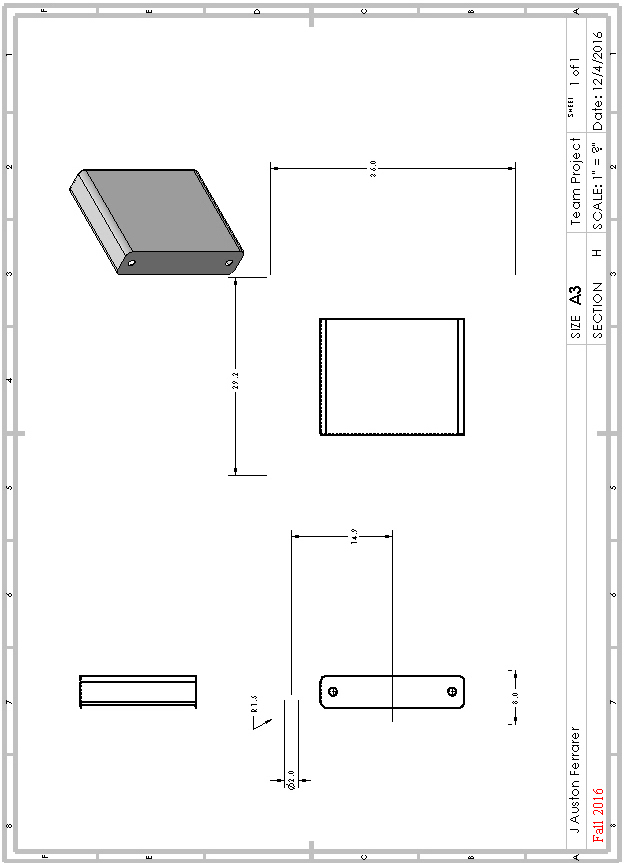 8 7 6 5 4 3 2 1
F F
E E
D D
C C
B B
A A
R1.6
29.2
Ø2.0
14.9
36.0
8.0
J Auston Ferrarer SIZE A3 Team Project SHEET 1 of 1
Fall 2016 SECTION H SCALE: 1" = ?" Date: 12/4/2016
8 7 6 5 4 3 2 1